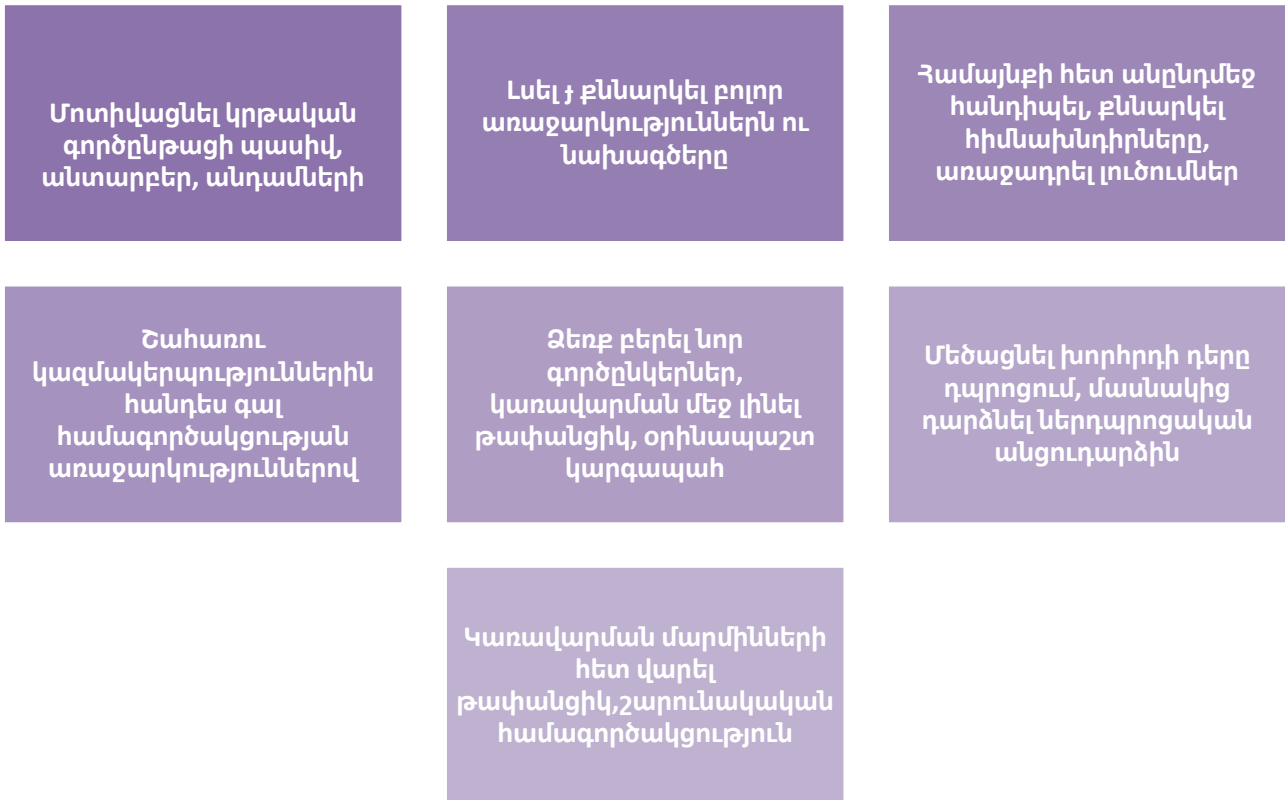 Մոտիվացնել կրթական
գործընթացի պասիվ,
անտարբեր, անդամների
Լսել յ քննարկել բոլոր
առաջարկություններն ու
նախագծերը
Համայնքի հետ անընդմեջ
հանդիպել, քննարկել
հիմնախնդիրները,
առաջադրել լուծումներ
Շահառու
կազմակերպություններին
հանդես գալ
համագործակցության
առաջարկություններով
Ձեռք բերել նոր
գործընկերներ,
կառավարման մեջ լինել
թափանցիկ, օրինապաշտ
կարգապահ
Մեծացնել խորհրդի դերը
դպրոցում, մասնակից
դարձնել ներդպրոցական
անցուդարձին
Կառավարման մարմինների
հետ վարել
թափանցիկ,շարունակական
համագործակցություն